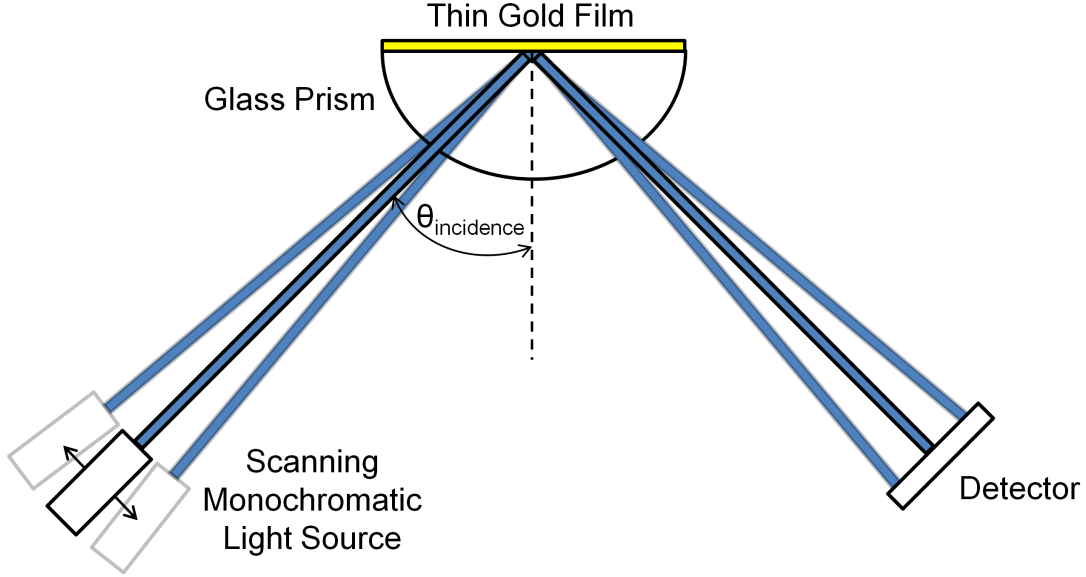 Thin Gold Film
Glass Prism
θincidence
Scanning
Monochromatic
Light Source
Detector